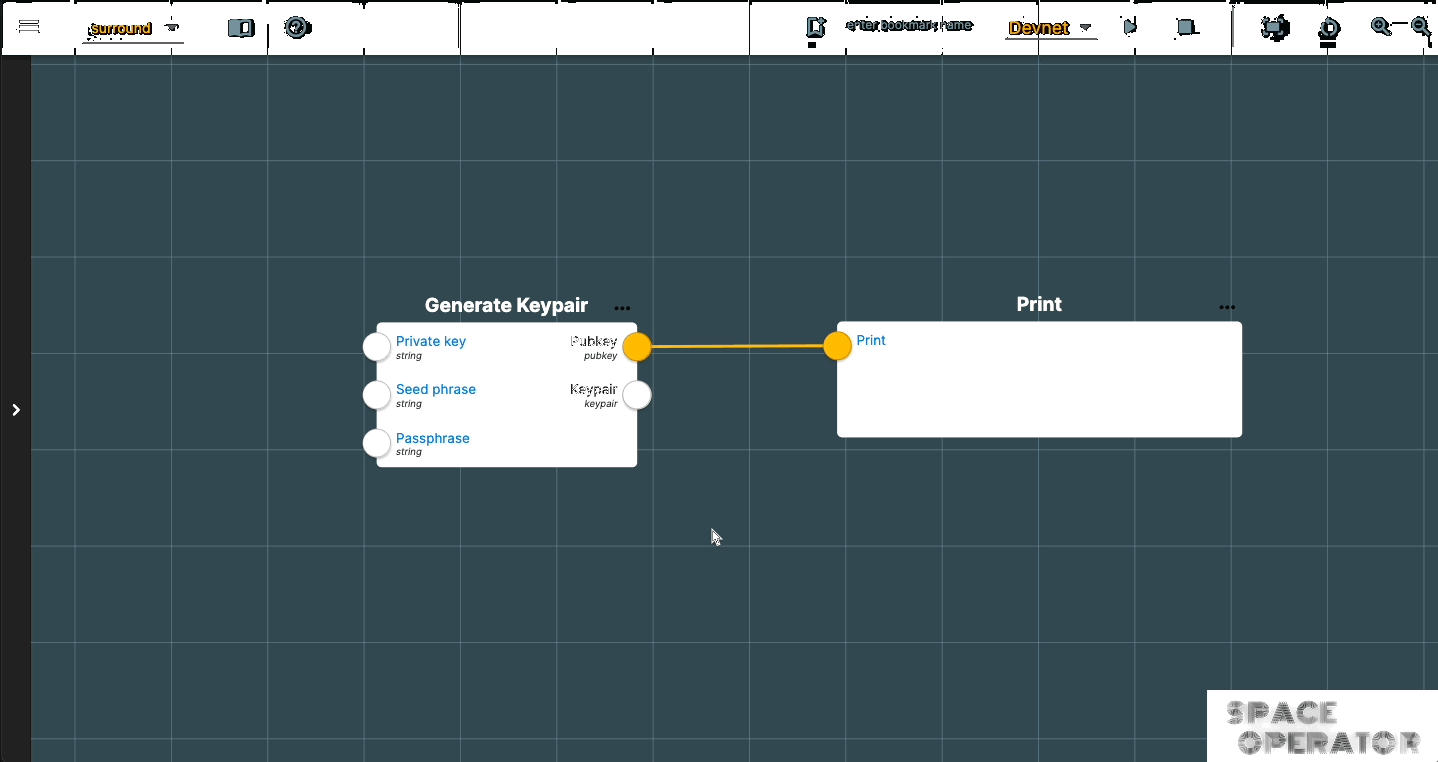 surround
enter bookmark name
Devnet
Generate Keypair
Print
Private key
string
Pubkey
pubkey
Print
Seed phrase
string
Keypair
keypair
Passphrase
string
SPACE
OPERATOR